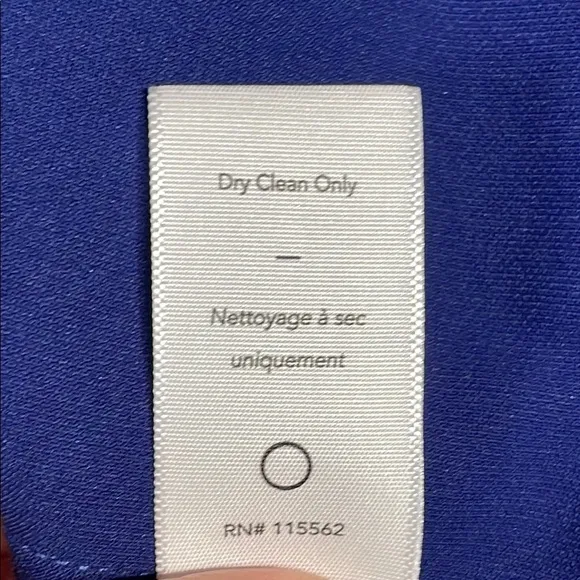 Dry Clean Only
—
Nettoyage à sec
uniquement
RN# 115562